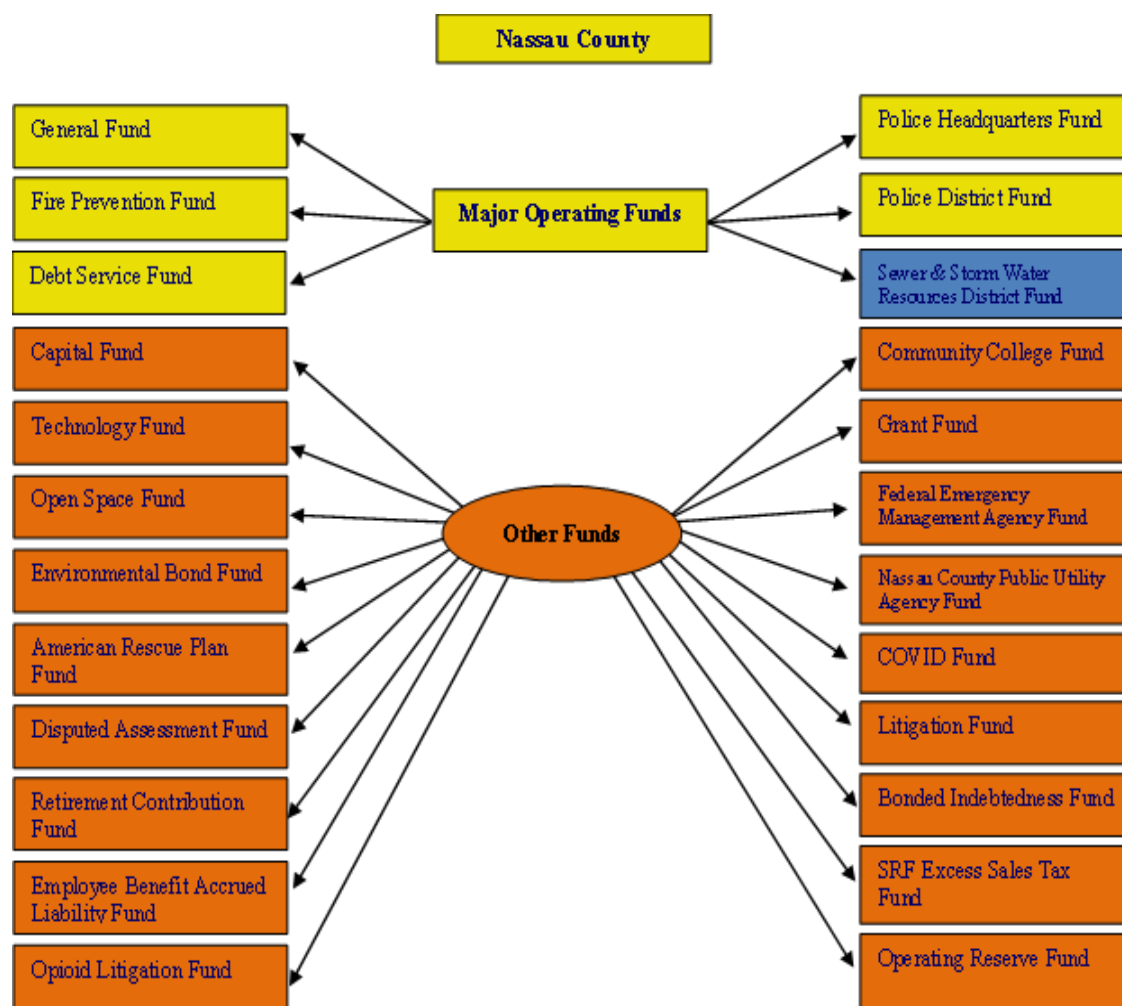 Nassau County
General Fund
Police Headquarters Fund
Fire Prevention Fund
Major Operating Funds
Police District Fund
Debt Service Fund
Sewer & Storm Water
Resources District Fund
Capital Fund
Community College Fund
Technology Fund
Grant Fund
Open Space Fund
Federal Emergency
Management Agency Fund
Other Funds
Environmental Bond Fund
Nassau County Public Utility
Agency Fund
American Rescue Plan
Fund
COVID Fund
Disputed Assessment Fund
Litigation Fund
Retirement Contribution
Fund
Bonded Indebtedness Fund
Employee Benefit Accrued
Liability Fund
SRF Excess Sales Tax
Fund
Opioid Litigation Fund
Operating Reserve Fund